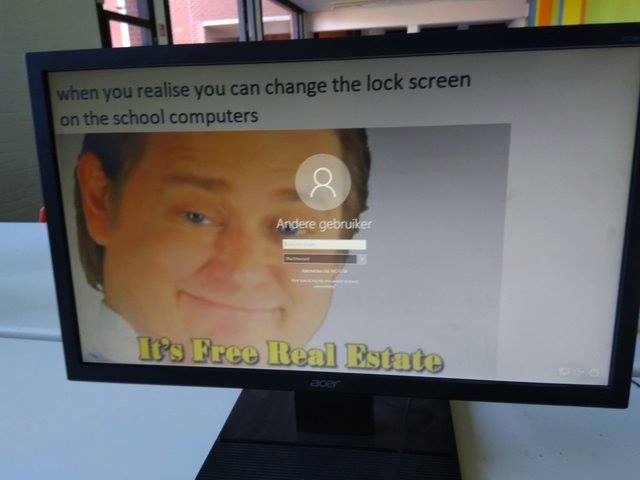 when you realise you can change the lock screen
on the school computers
Andere gebruiker
Wachtwoord
It's Free Real Estate
acer